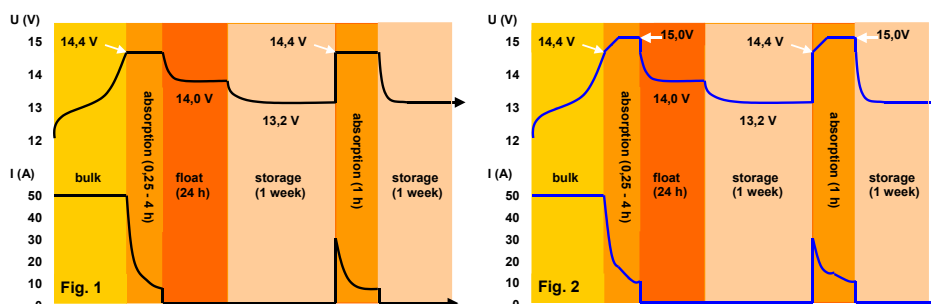 U (V)
15
14
13
12
14,4 V
14,4 V
14,0 V
13,2 V
bulk
absorption (0,25 - 4 h)
float
(24 h)
storage
(1 week)
absorption (1 h)
storage
(1 week)
I (A)
50
40
30
20
10
0
Fig. 1
U (V)
15
14
13
12
14,4 V
15,0V
14,4 V
15,0V
14,0 V
13,2 V
bulk
absorption (0,25 - 4 h)
float
(24 h)
storage
(1 week)
absorption (1 h)
storage
(1 week)
I (A)
50
40
30
20
10
0
Fig. 2